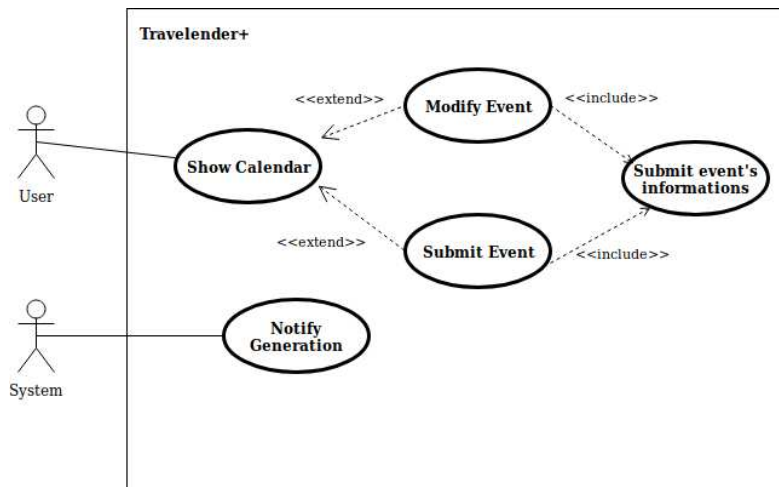 Travelender+
<<extend>>
Modify Event
<<include>>
Show Calendar
Submit event's
informations
User
<<extend>>
Submit Event
<<include>>
Notify
Generation
System